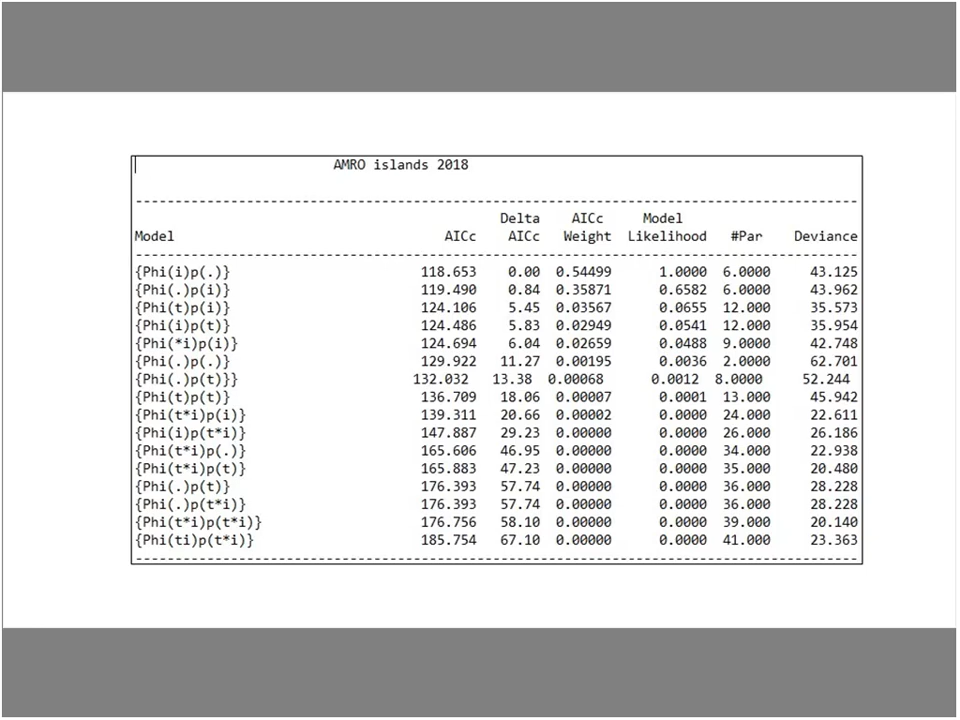 AMRO islands 2018
--------------------------------------------------------------------------------
Delta AICc Model
Model AICc AICc Weight Likelihood #Par Deviance
--------------------------------------------------------------------------------
{Phi(i)p(.)} 118.653 0.00 0.54499 1.0000 6.0000 43.125
{Phi(.)p(i)} 119.490 0.84 0.35871 0.6582 6.0000 43.962
{Phi(t)p(i)} 124.106 5.45 0.03567 0.0655 12.000 35.573
{Phi(i)p(t)} 124.486 5.83 0.02949 0.0541 12.000 35.954
{Phi(*i)p(i)} 124.694 6.04 0.02659 0.0488 9.0000 42.748
{Phi(.)p(.)} 129.922 11.27 0.00195 0.0036 2.0000 62.701
{Phi(.)p(t)}} 132.032 13.38 0.00068 0.0012 8.0000 52.244
{Phi(t)p(t)} 136.709 18.06 0.00007 0.0001 13.000 45.942
{Phi(t*i)p(i)} 139.311 20.66 0.00002 0.0000 24.000 22.611
{Phi(i)p(t*i)} 147.887 29.23 0.00000 0.0000 26.000 26.186
{Phi(t*i)p(.)} 165.606 46.95 0.00000 0.0000 34.000 22.938
{Phi(t*i)p(t)} 165.883 47.23 0.00000 0.0000 35.000 20.480
{Phi(.)p(t)} 176.393 57.74 0.00000 0.0000 36.000 28.228
{Phi(.)p(t*i)} 176.393 57.74 0.00000 0.0000 36.000 28.228
{Phi(t*i)p(t*i)} 176.756 58.10 0.00000 0.0000 39.000 20.140
{Phi(ti)p(t*i)} 185.754 67.10 0.00000 0.0000 41.000 23.363
--------------------------------------------------------------------------------